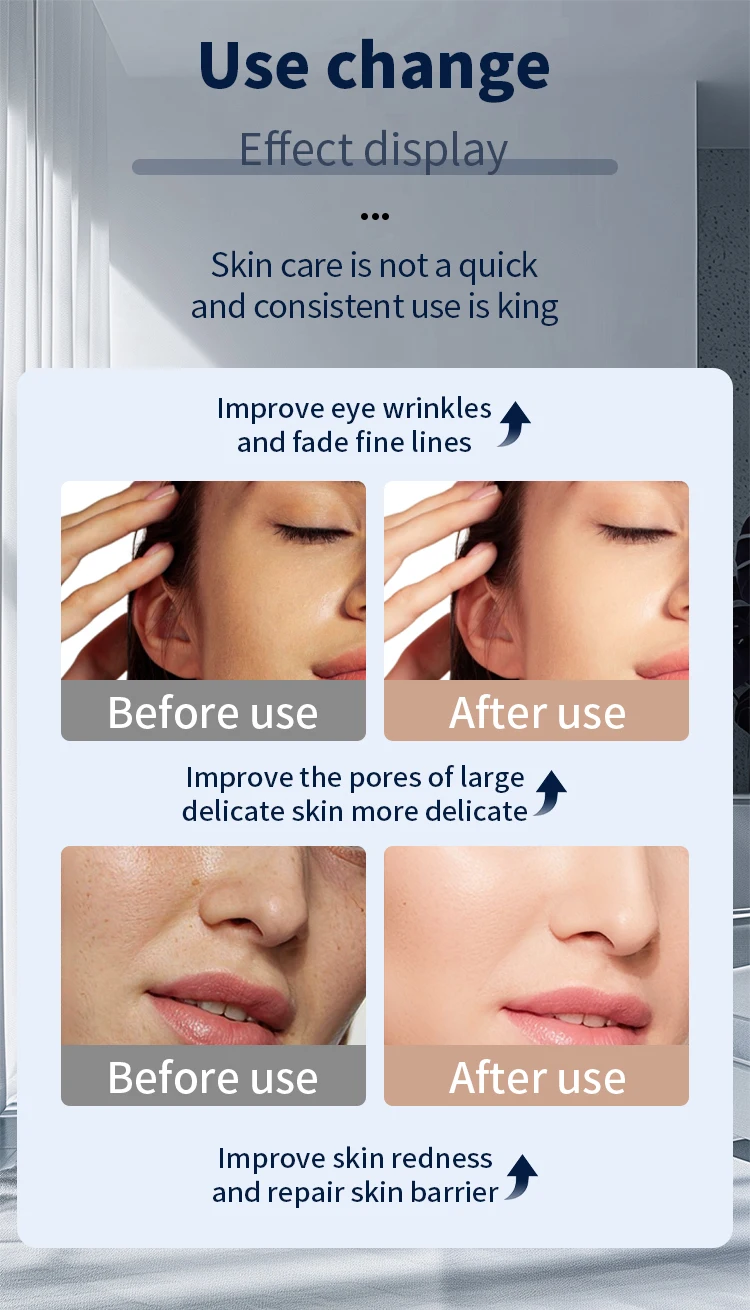 Use change
Effect display
•••
Skin care is not a quick
and consistent use is king
Improve eye wrinkles
and fade fine lines
Before use
After use
Improve the pores of large
delicate skin more delicate
Before use
After use
Improve skin redness
and repair skin barrier